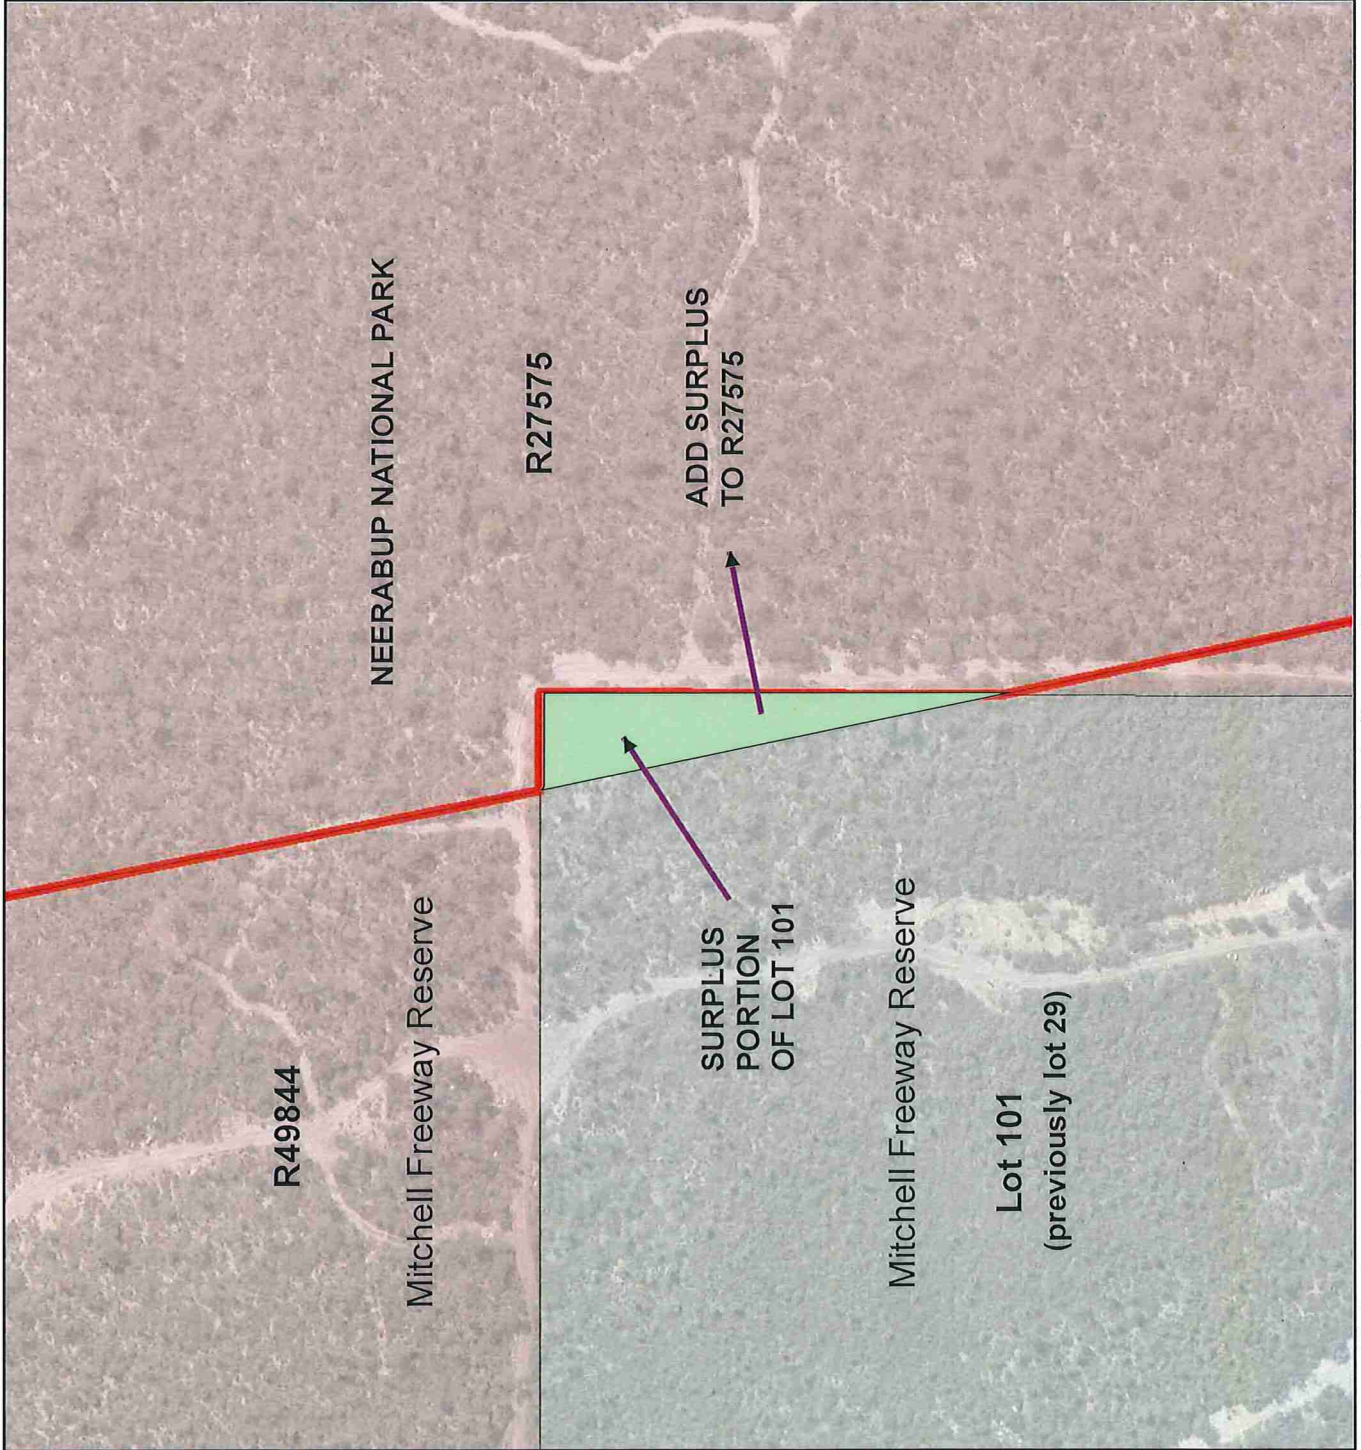 NEERABUP NATIONAL PARK
R27575
ADD SURPLUS
TO R27575
R49844
Mitchell Freeway Reserve
SURPLUS
PORTION
OF LOT 101
Mitchell Freeway Reserve
Lot 101
(previously lot 29)